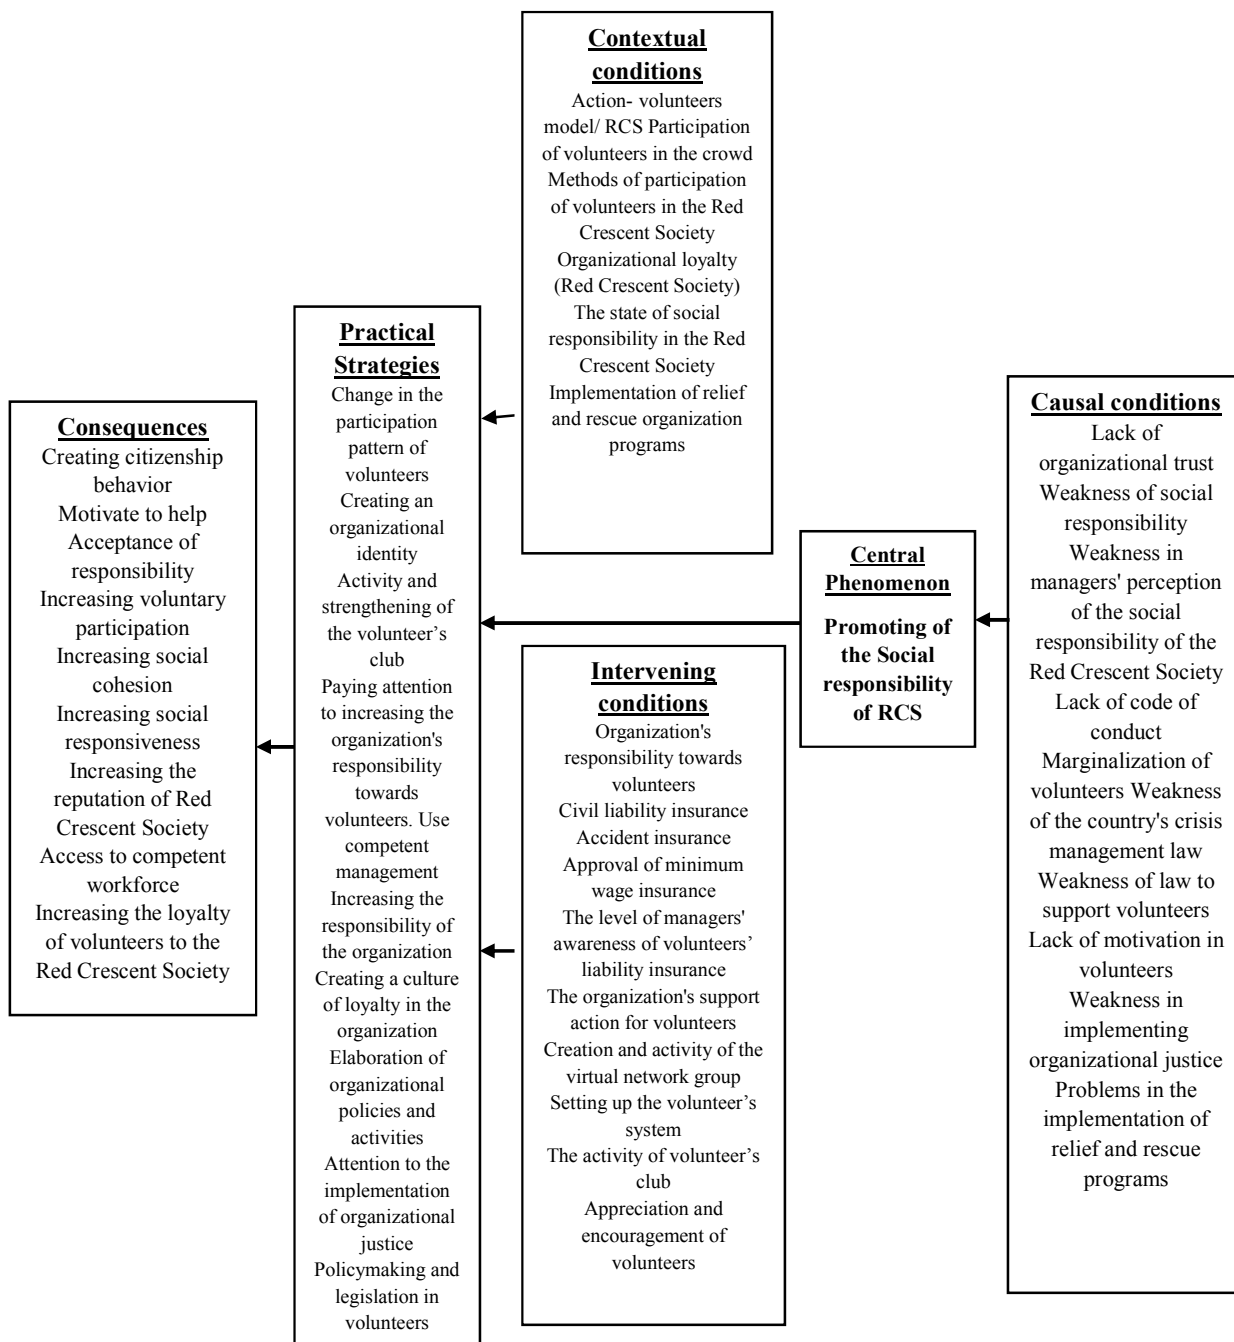 Contextual
conditions
Action- volunteers
model/ RCS Participation
of volunteers in the crowd
Methods of participation
of volunteers in the Red
Crescent Society
Organizational loyalty
(Red Crescent Society)
The state of social
responsibility in the Red
Crescent Society
Implementation of relief
and rescue organization
programs
Practical
Strategies
Change in the
participation
pattern of
volunteers
Creating an
organizational
identity
Activity and
strengthening of
the volunteer’s
club
Paying attention
to increasing the
organization's
responsibility
towards
volunteers. Use
competent
management
Increasing the
responsibility of
the organization
Creating a culture
of loyalty in the
organization
Elaboration of
organizational
policies and
activities
Attention to the
implementation
of organizational
justice
Policymaking and
legislation in
volunteers
Consequences
Creating citizenship
behavior
Motivate to help
Acceptance of
responsibility
Increasing voluntary
participation
Increasing social
cohesion
Increasing social
responsiveness
Increasing the
reputation of Red
Crescent Society
Access to competent
workforce
Increasing the loyalty
of volunteers to the
Red Crescent Society
Central
Phenomenon
Promoting of
the Social
responsibility
of RCS
Intervening
conditions
Organization's
responsibility towards
volunteers
Civil liability insurance
Accident insurance
Approval of minimum
wage insurance
The level of managers'
awareness of volunteers’
liability insurance
The organization's support
action for volunteers
Creation and activity of the
virtual network group
Setting up the volunteer’s
system
The activity of volunteer’s
club
Appreciation and
encouragement of
volunteers
Causal conditions
Lack of
organizational trust
Weakness of social
responsibility
Weakness in
managers' perception
of the social
responsibility of the
Red Crescent Society
Lack of code of
conduct
Marginalization of
volunteers Weakness
of the country's crisis
management law
Weakness of law to
support volunteers
Lack of motivation in
volunteers
Weakness in
implementing
organizational justice
Problems in the
implementation of
relief and rescue
programs